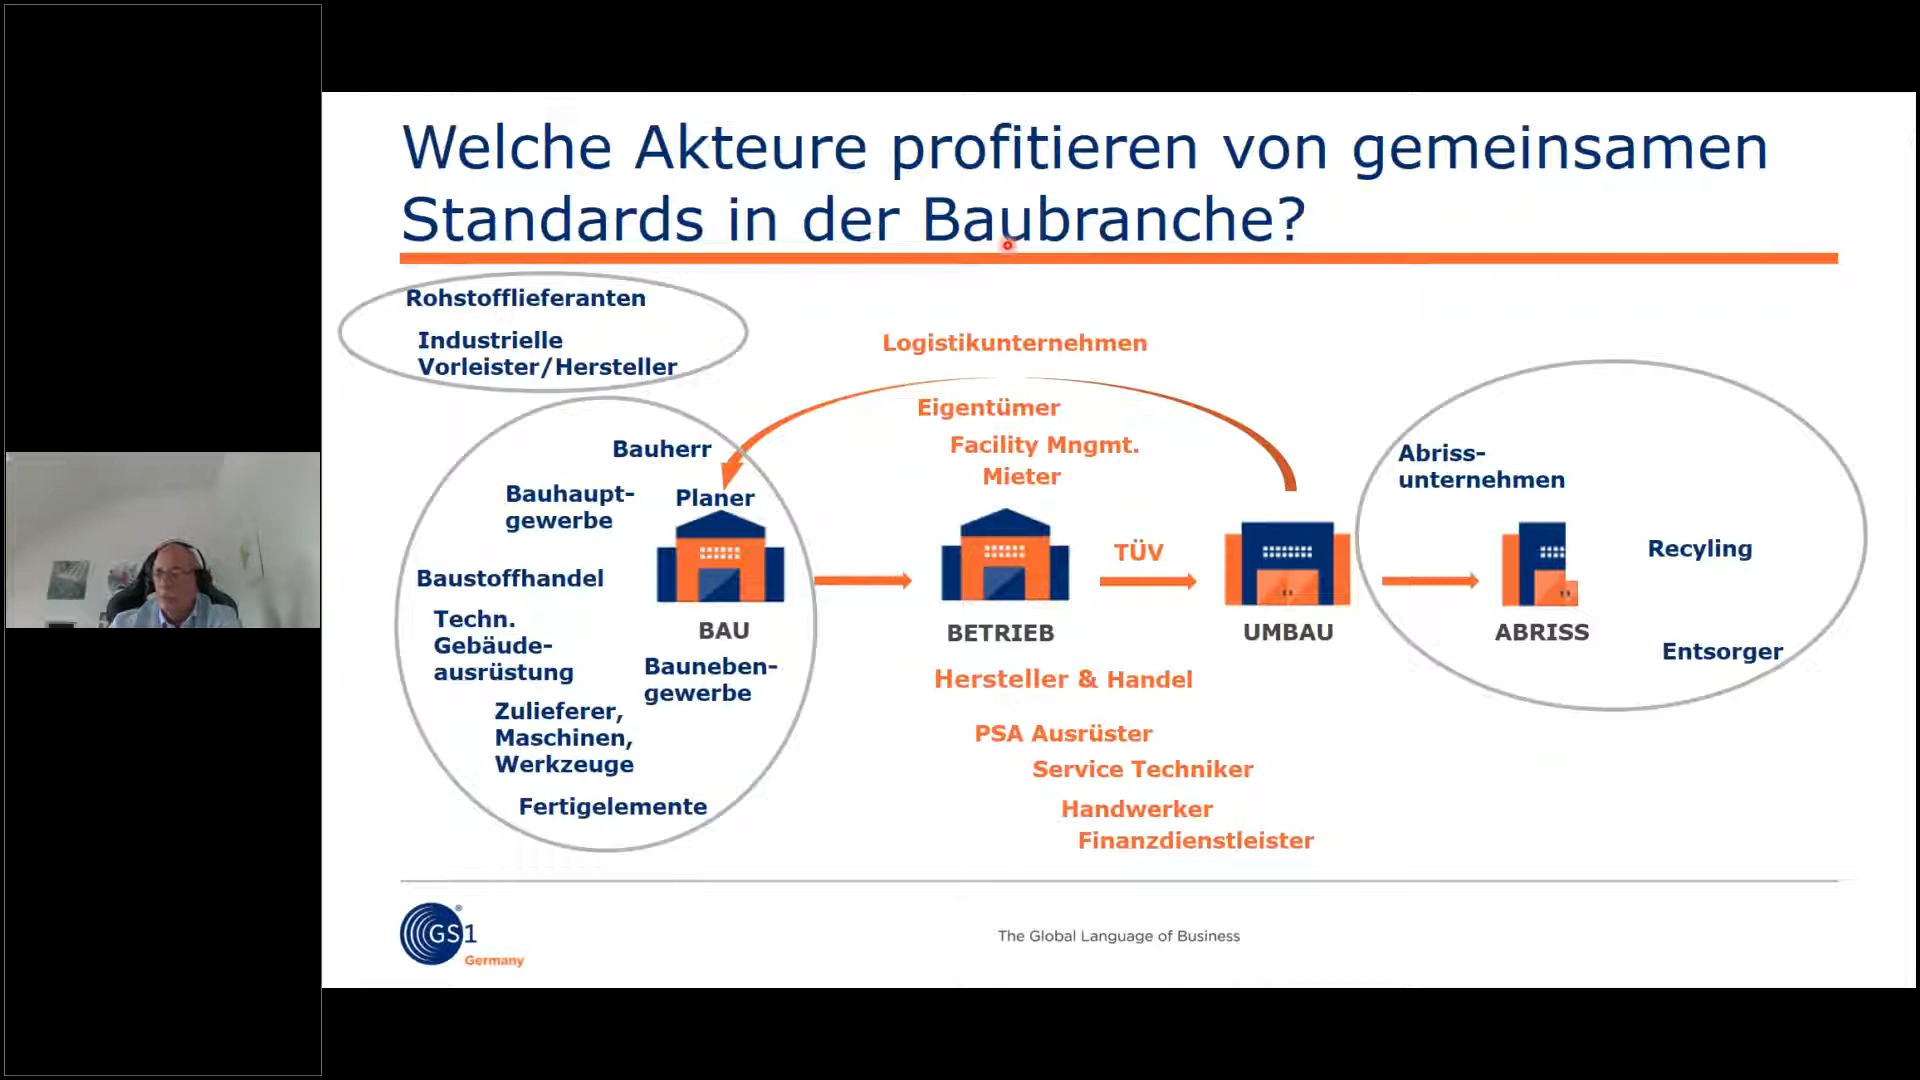 Welche Akteure profitieren von gemeinsamen
Standards in der Baubranche?
Rohstofflieferanten
Industrielle
Vorleister/Hersteller
Logistikunternehmen
Eigentümer
Facility Mngmt.
Mieter
Bauherr
Bauhaupt-
gewerbe
Planer
Baustoffhandel
Techn.
Gebäude-
ausrüstung
BAU
Bauneben-
gewerbe
Zulieferer,
Maschinen,
Werkzeuge
Fertigelemente
BETRIEB
TÜV
UMBAU
Hersteller & Handel
PSA Ausrüster
Service Techniker
Handwerker
Finanzdienstleister
Abriss-
unternehmen
Recyling
ABRISS
Entsorger
GS1 ®
Germany
The Global Language of Business